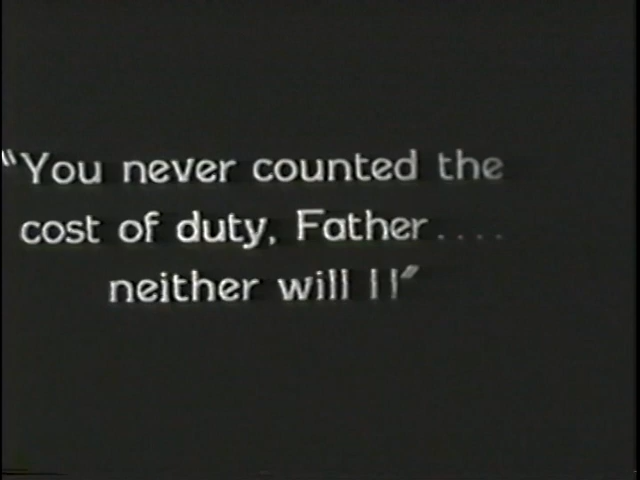 "You never counted the
cost of duty, Father....
neither will I!"